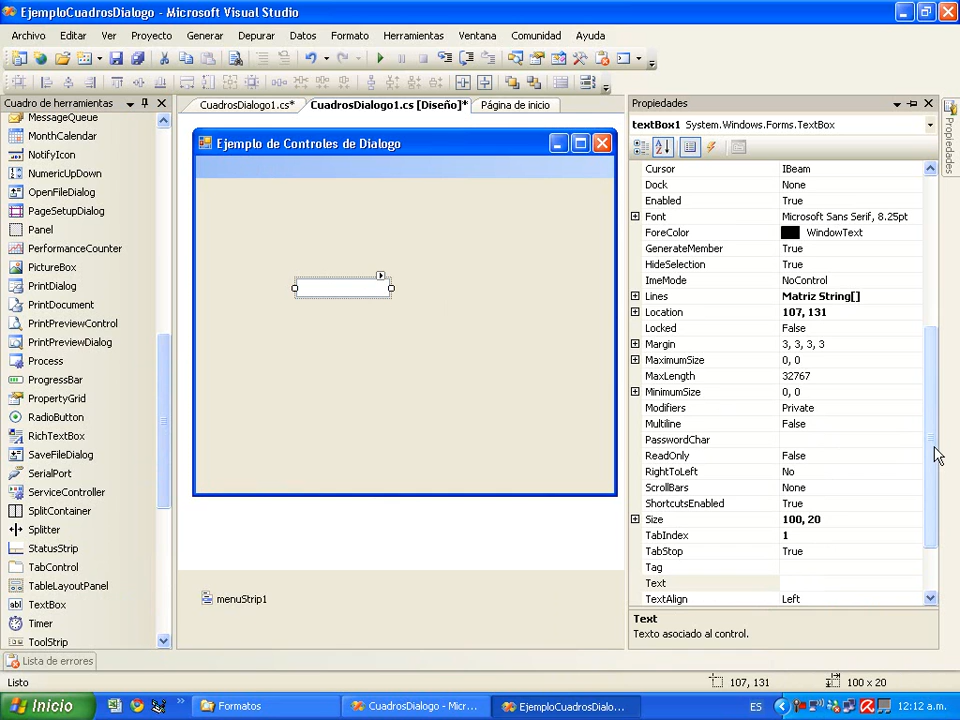 EjemploCuadrosDialogo - Microsoft Visual Studio
Archivo Editar Ver Proyecto Generar Depurar Datos Formato Herramientas Ventana Comunidad Ayuda
Cuadro de herramientas
MessageQueue
MonthCalendar
NotifyIcon
NumericUpDown
OpenFileDialog
PageSetupDialog
Panel
PerformanceCounter
PictureBox
PrintDialog
PrintDocument
PrintPreviewControl
PrintPreviewDialog
Process
ProgressBar
PropertyGrid
RadioButton
RichTextBox
SaveFileDialog
SerialPort
ServiceController
SplitContainer
Splitter
StatusStrip
TabControl
TableLayoutPanel
TextBox
Timer
ToolStrip
Lista de errores
CuadrosDialogo1.cs* CuadrosDialogo1.cs [Diseño]* Página de inicio
Ejemplo de Controles de Dialogo
menuStrip1
Propiedades
textBox1 System.Windows.Forms.TextBox
Cursor IBeam
Dock None
Enabled True
Font Microsoft Sans Serif, 8.25pt
ForeColor WindowText
GenerateMember True
HideSelection True
ImeMode NoControl
Lines Matriz String[]
Location 107, 131
Locked False
Margin 3, 3, 3, 3
MaximumSize 0, 0
MaxLength 32767
MinimumSize 0, 0
Modifiers Private
Multiline False
PasswordChar
ReadOnly False
RightToLeft No
ScrollBars None
ShortcutsEnabled True
Size 100, 20
TabIndex 1
TabStop True
Tag
Text
TextAlign Left
Text
Texto asociado al control.
Propiedades
Listo 107, 131 100 x 20
Inicio Formatos CuadrosDialogo - Micr... EjemploCuadrosDialo... ES 12:12 a.m.